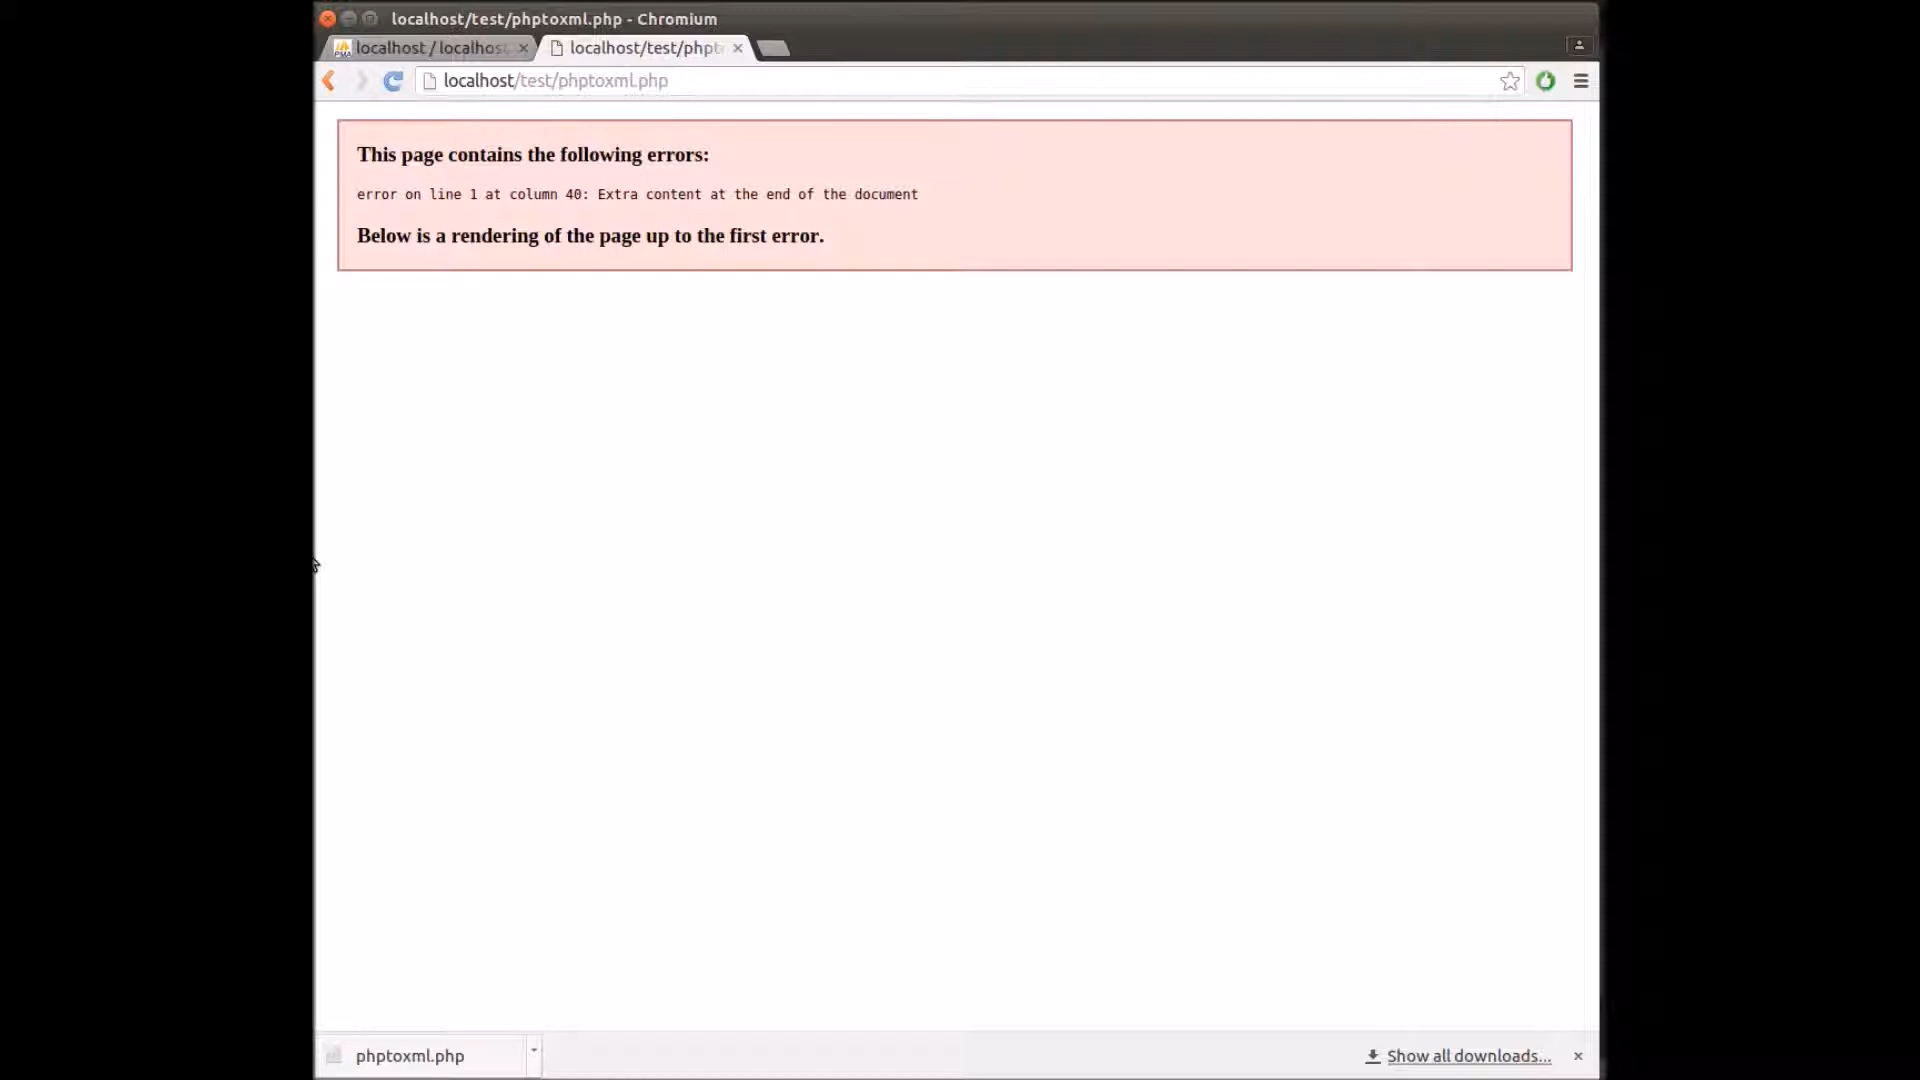 localhost/test/phptoxml.php - Chromium
localhost / localhost
localhost/test/phpt
localhost/test/phptoxml.php
This page contains the following errors:
error on line 1 at column 40: Extra content at the end of the document
Below is a rendering of the page up to the first error.
phptoxml.php
Show all downloads...